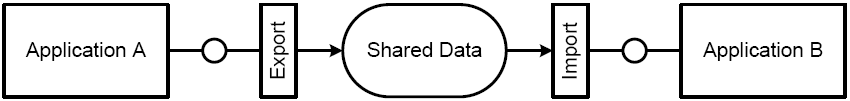 Application A
Export
Shared Data
Import
Application B